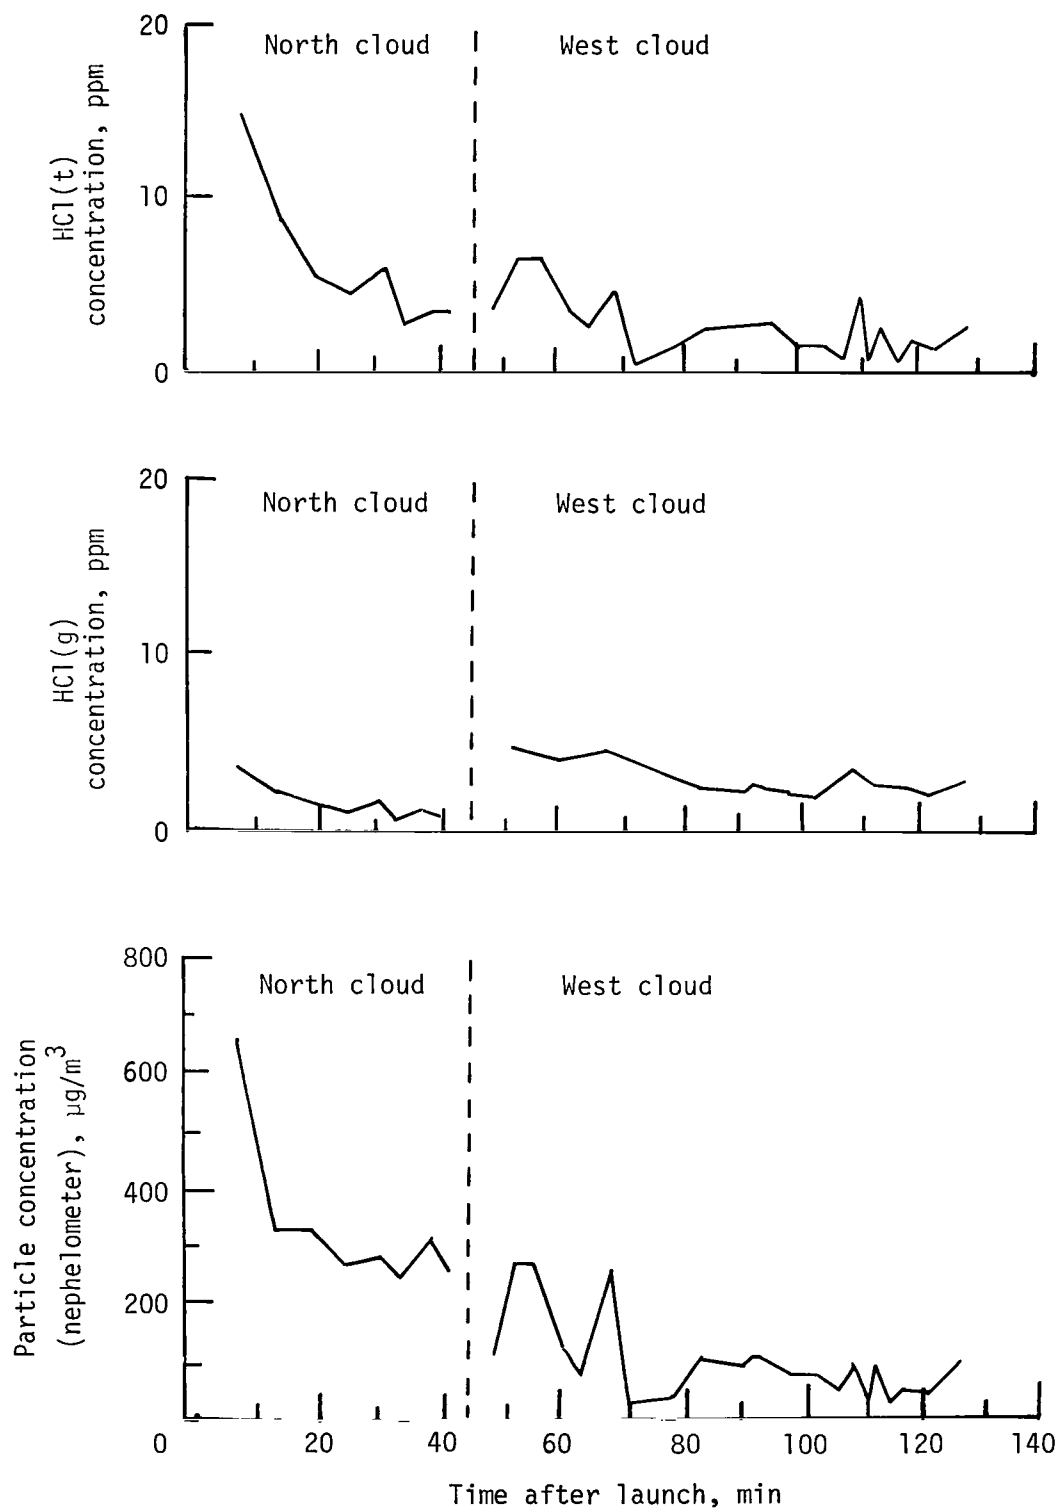 20
North cloud
West cloud
HCl(t)
concentration, ppm
10
0
20
North cloud
West cloud
HCl(g)
concentration, ppm
10
0
800
North cloud
West cloud
Particle concentration
(nephelometer), µg/m³
600
400
200
0 20 40 60 80 100 120 140
Time after launch, min